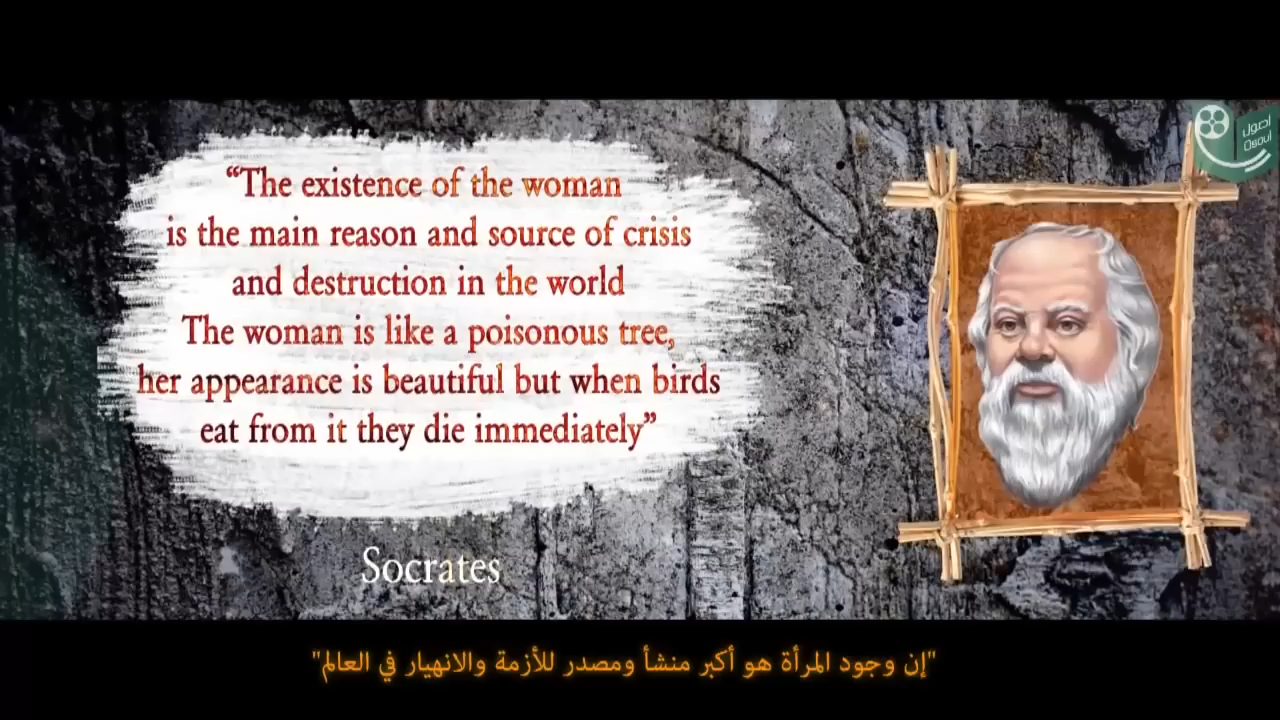 أصول
Osoul
“The existence of the woman
is the main reason and source of crisis
and destruction in the world
The woman is like a poisonous tree,
her appearance is beautiful but when birds
eat from it they die immediately”
Socrates
"إن وجود المرأة هو أكبر منشأ ومصدر للأزمة والانهيار في العالم"